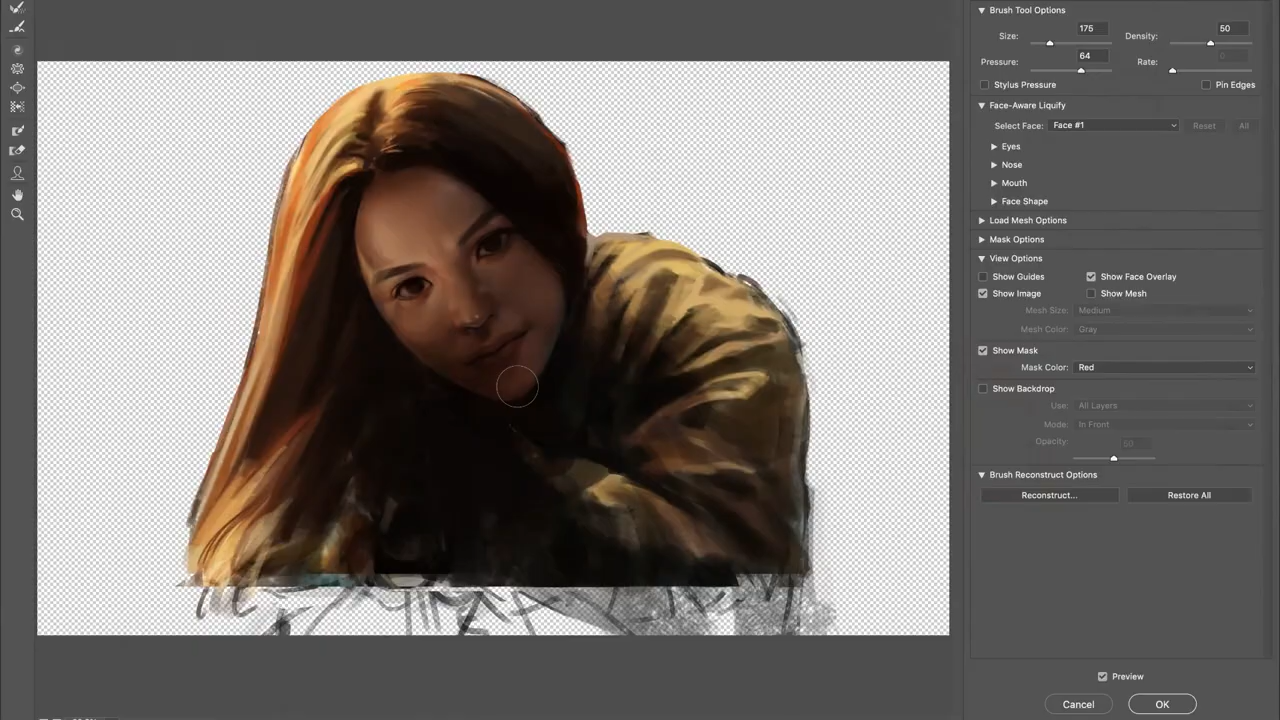 Brush Tool Options
Size: 175 Density: 50
Pressure: 64 Rate: 0
Stylus Pressure Pin Edges
Face-Aware Liquify
Select Face: Face #1 Reset All
Eyes
Nose
Mouth
Face Shape
Load Mesh Options
Mask Options
View Options
Show Guides Show Face Overlay
Show Image Show Mesh
Mesh Size: Medium
Mesh Color: Gray
Show Mask
Mask Color: Red
Show Backdrop
Use: All Layers
Mode: In Front
Opacity: 50
Brush Reconstruct Options
Reconstruct... Restore All
Preview
Cancel OK